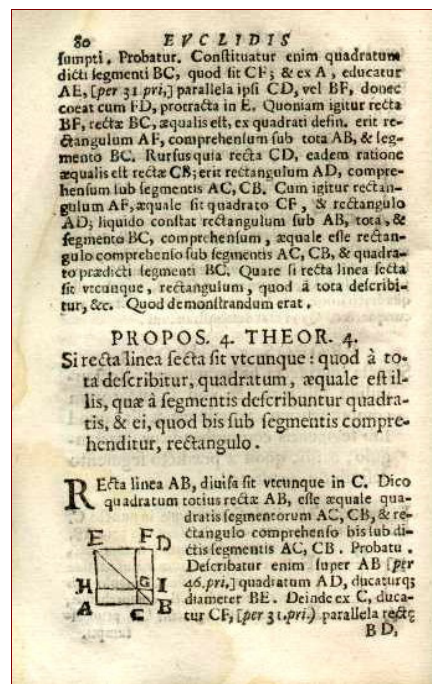 80 EVCLIDIS
sumpti. Probatur. Constituatur enim quadratum
dicti segmenti BC, quod sit CF; & ex A, educatur
AE, [per 31 pri,] parallela ipsi CD, vel BF, donec
coeat cum FD, protracta in E. Quoniam igitur recta
BF, rectæ BC, æqualis est, ex quadrati defin. erit re-
ctangulum AF, comprehensum sub tota AB, & seg-
mento BC. Rursus quia recta CD, eadem ratione
æqualis est rectæ CB; erit rectangulum AD, compre-
hensum sub segmentis AC, CB. Cum igitur rectan-
gulum AF, æquale sit quadrato CF, & rectangulo
AD; liquido constat rectangulum sub AB, tota, &
segmento BC, comprehensum, æquale esse rectan-
gulo comprehenso sub segmentis AC, CB, & quadra-
to prædicti segmenti BC. Quare si recta linea secta
sit vtcunque, rectangulum, quod à tota describi-
tur, &c. Quod demonstrandum erat.
PROPOS. 4. THEOR. 4.
Si recta linea secta sit vtcunque: quod à to-
ta describitur, quadratum, æquale est il-
lis, quæ à segmentis describuntur quadra-
tis, & ei, quod bis sub segmentis compre-
henditur, rectangulo.
REcta linea AB, diuisa sit vtcunque in C. Dico
quadratum totius rectæ AB, esse æquale qua-
dratis segmentorum AC, CB, & re-
ctangulo comprehenso bis sub di-
ctis segmentis AC, CB. Probatu.
Describatur enim super AB [per
46.pri,] quadratum AD, ducaturq;
diameter BE. Deinde ex C, duca-
tur CF, [per 31.pri.) parallela rectę
BD,
E F D
H G I
A C B